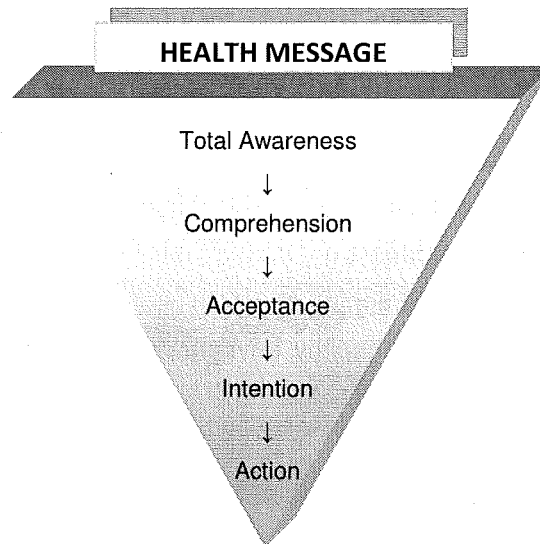 HEALTH MESSAGE
Total Awareness
↓
Comprehension
↓
Acceptance
↓
Intention
↓
Action